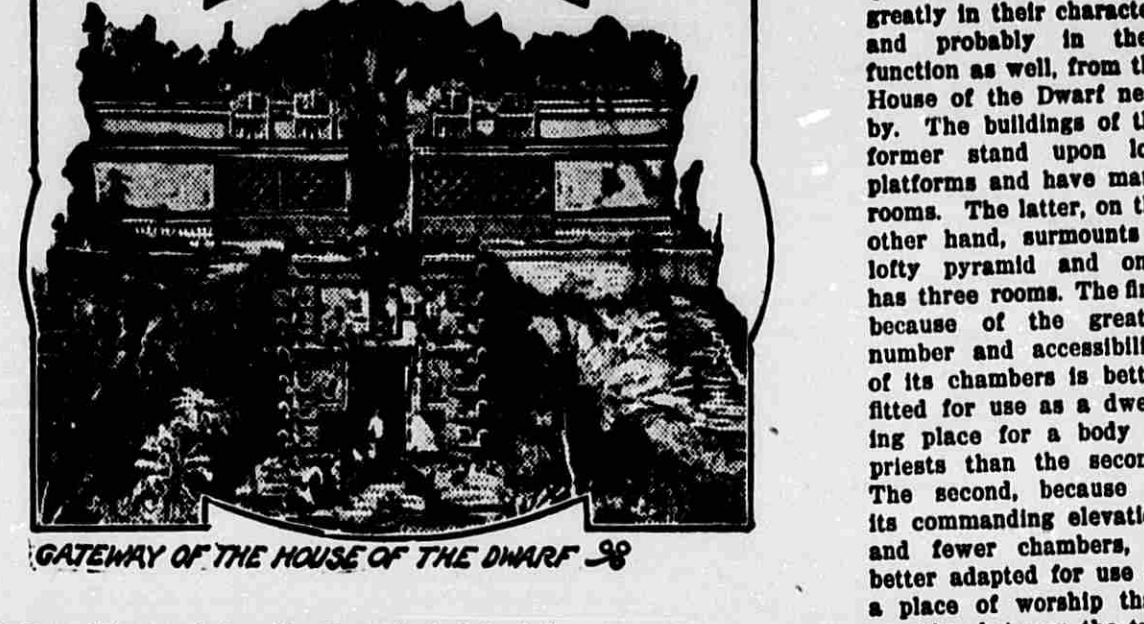 GATEWAY OF THE HOUSE OF THE DWARF
greatly in their characte
and probably in the
function as well, from th
House of the Dwarf ne
by. The buildings of th
former stand upon lo
platforms and have ma
rooms. The latter, on th
other hand, surmounts
lofty pyramid and on
has three rooms. The fir
because of the great
number and accessibili
of its chambers is bett
fitted for use as a dwe
ing place for a body
priests than the secon
The second, because
its commanding elevatio
and fewer chambers,
better adapted for use
a place of worship tha